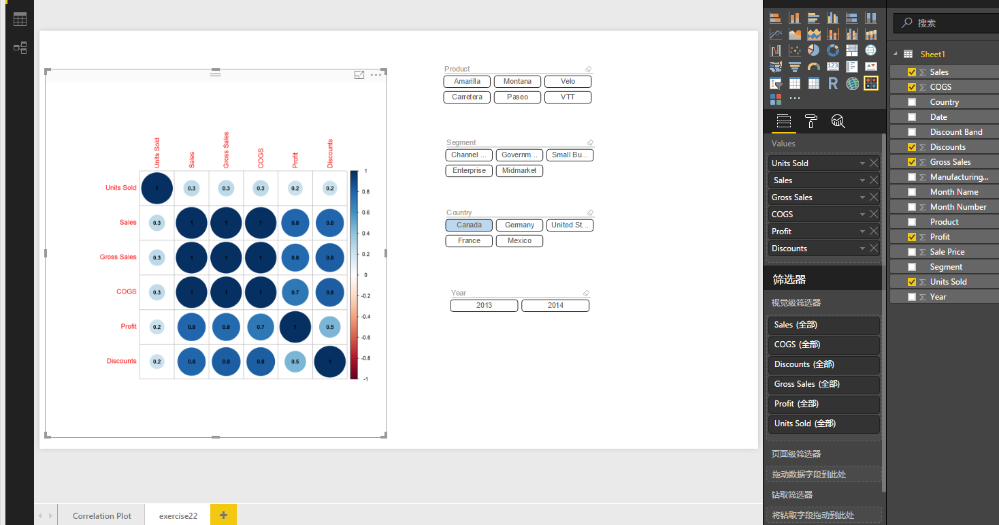 Units Sold
Sales
Gross Sales
COGS
Profit
Discounts
Units Sold 1 0.3 0.3 0.3 0.2 0.2
Sales 0.3 1 1 1 0.8 0.8
Gross Sales 0.3 1 1 1 0.8 0.8
COGS 0.3 1 1 1 0.7 0.8
Profit 0.2 0.8 0.8 0.7 1 0.5
Discounts 0.2 0.8 0.8 0.8 0.5 1
1
0.8
0.6
0.4
0.2
0
-0.2
-0.4
-0.6
-0.8
-1
Product
Amarilla Montana Velo
Carretera Paseo VTT
Segment
Channel ... Governm... Small Bu...
Enterprise Midmarket
Country
Canada Germany United St...
France Mexico
Year
2013 2014
Correlation Plot exercise22 +
123
R
...
Values
Units Sold
Sales
Gross Sales
COGS
Profit
Discounts
筛选器
视觉级筛选器
Sales (全部)
COGS (全部)
Discounts (全部)
Gross Sales (全部)
Profit (全部)
Units Sold (全部)
页面级筛选器
拖动数据字段到此处
钻取筛选器
将钻取字段拖动到此处
搜索
Sheet1
Σ Sales
Σ COGS
Country
Date
Discount Band
Σ Discounts
Σ Gross Sales
Σ Manufacturing...
Month Name
Σ Month Number
Product
Σ Profit
Σ Sale Price
Segment
Σ Units Sold
Σ Year